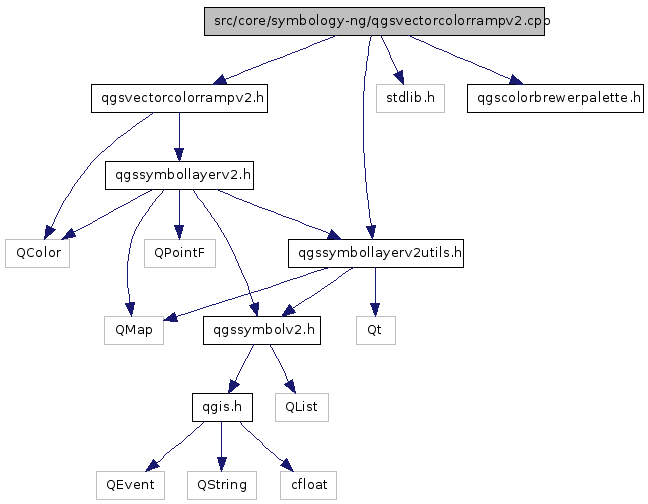 src/core/symbology-ng/qgsvectorcolorrampv2.cpp
qgsvectorcolorrampv2.h
stdlib.h
qgscolorbrewerpalette.h
qgssymbollayerv2.h
QColor
QPointF
qgssymbollayerv2utils.h
QMap
qgssymbolv2.h
Qt
qgis.h
QList
QEvent
QString
cfloat